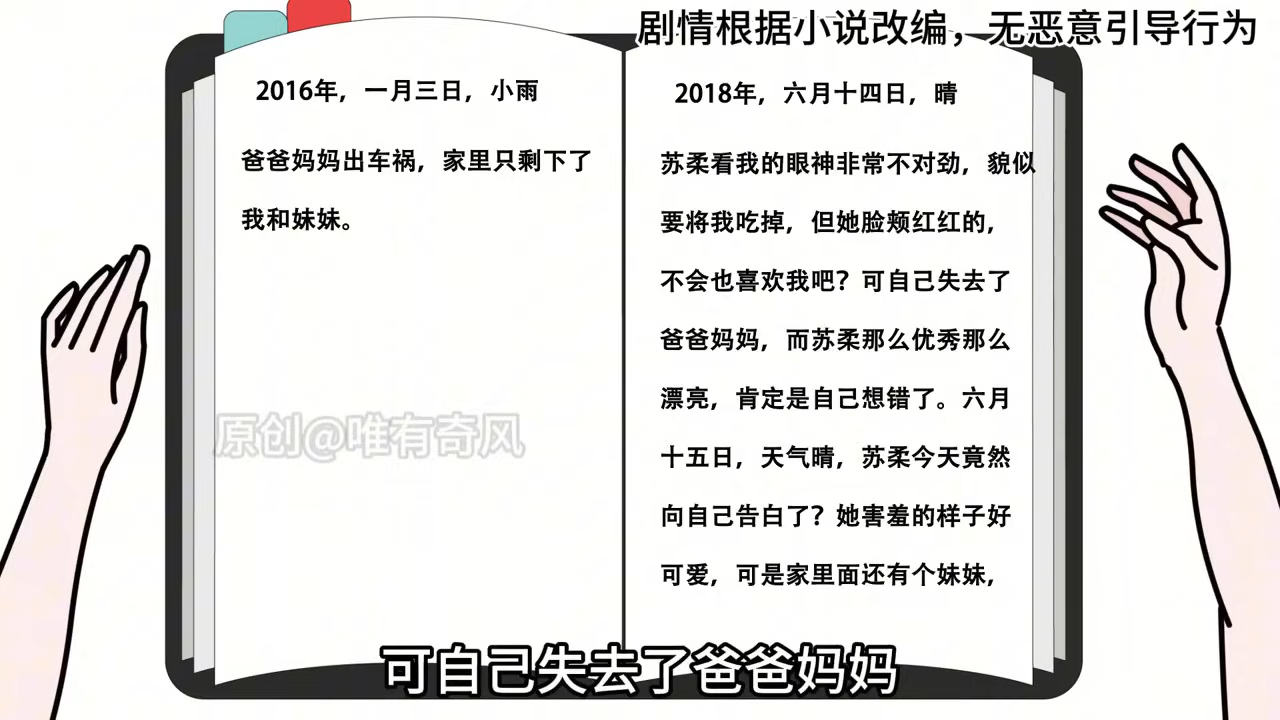 剧情根据小说改编，无恶意引导行为
2016年，一月三日，小雨
爸爸妈妈出车祸，家里只剩下了
我和妹妹。
原创@唯有奇风
2018年，六月十四日，晴
苏柔看我的眼神非常不对劲，貌似
要将我吃掉，但她脸颊红红的，
不会也喜欢我吧？可自己失去了
爸爸妈妈，而苏柔那么优秀那么
漂亮，肯定是自己想错了。六月
十五日，天气晴，苏柔今天竟然
向自己告白了？她害羞的样子好
可爱，可是家里面还有个妹妹，
可自己失去了爸爸妈妈